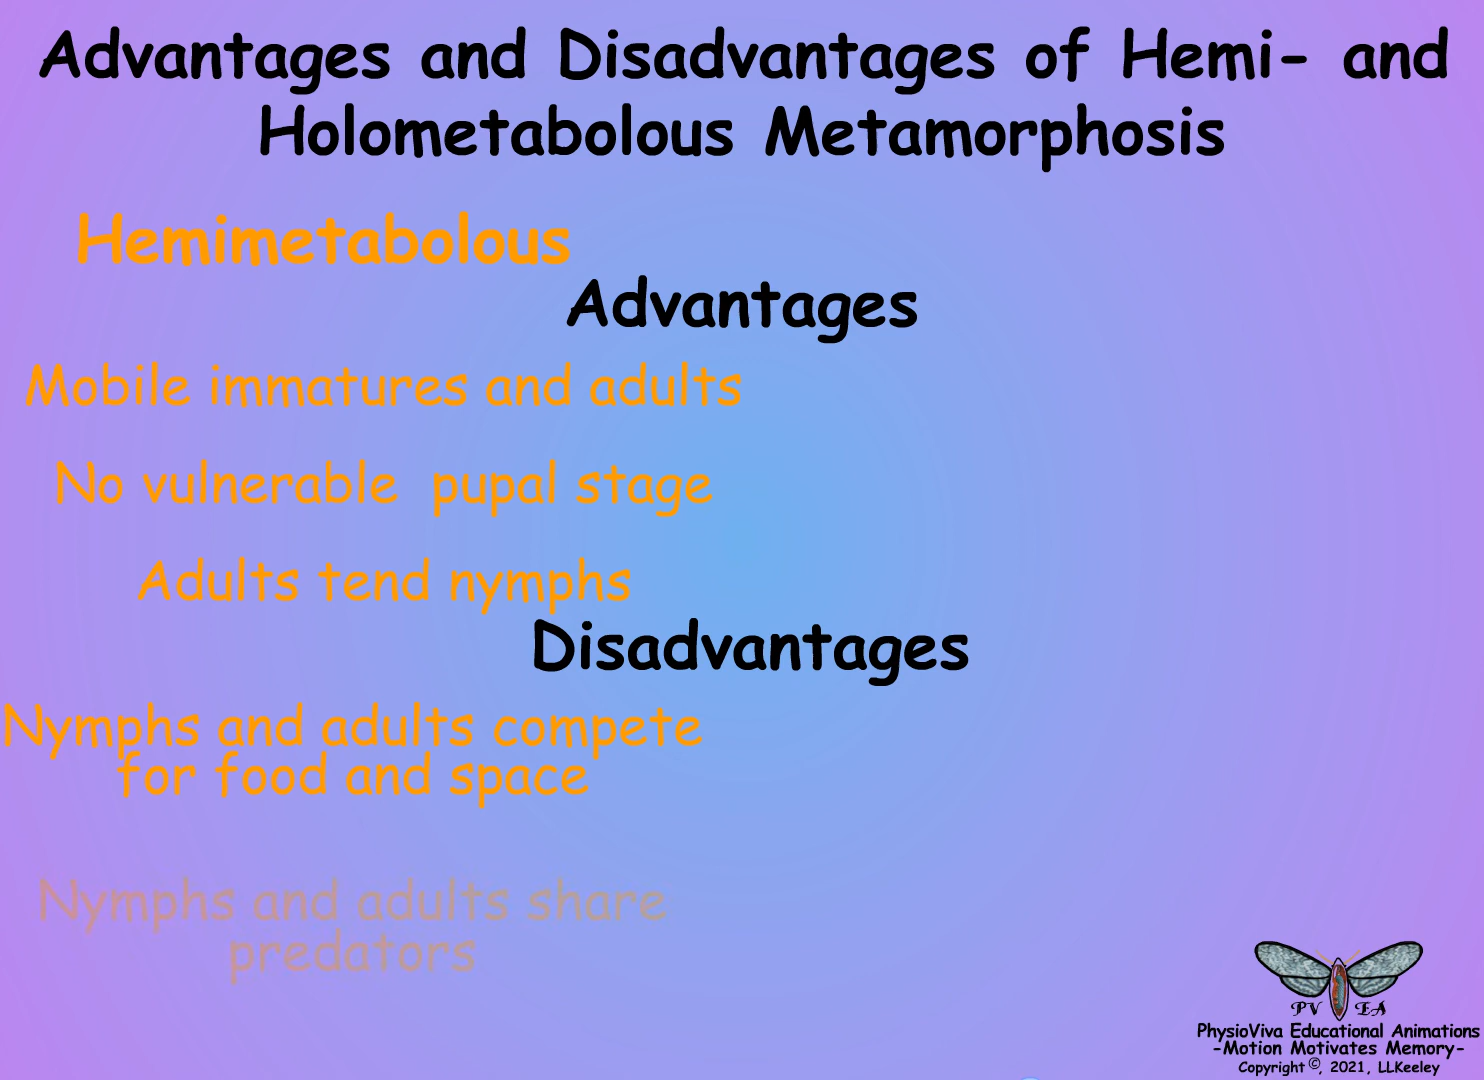 Advantages and Disadvantages of Hemi- and
Holometabolous Metamorphosis
Hemimetabolous
Advantages
Mobile immatures and adults
No vulnerable  pupal stage
Adults tend nymphs
Disadvantages
Nymphs and adults compete
for food and space
Nymphs and adults share
predators
PV EA
PhysioViva Educational Animations
-Motion Motivates Memory-
Copyright ©, 2021, LLKeeley